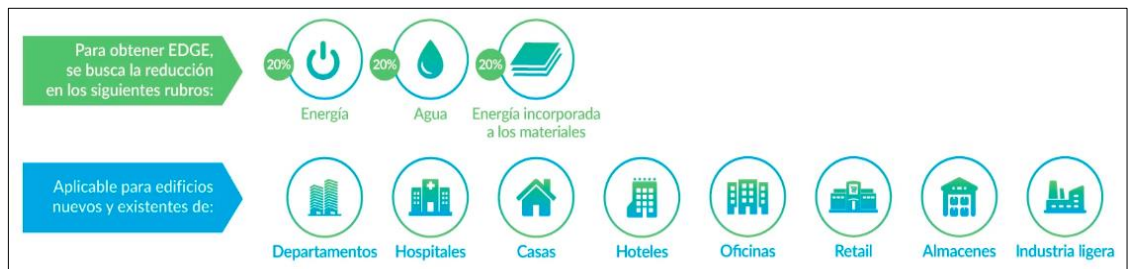 Para obtener EDGE,
se busca la reducción
en los siguientes rubros:
20%
Energía
20%
Agua
20%
Energía incorporada
a los materiales
Aplicable para edificios
nuevos y existentes de:
Departamentos
Hospitales
Casas
Hoteles
Oficinas
Retail
Almacenes
Industria ligera